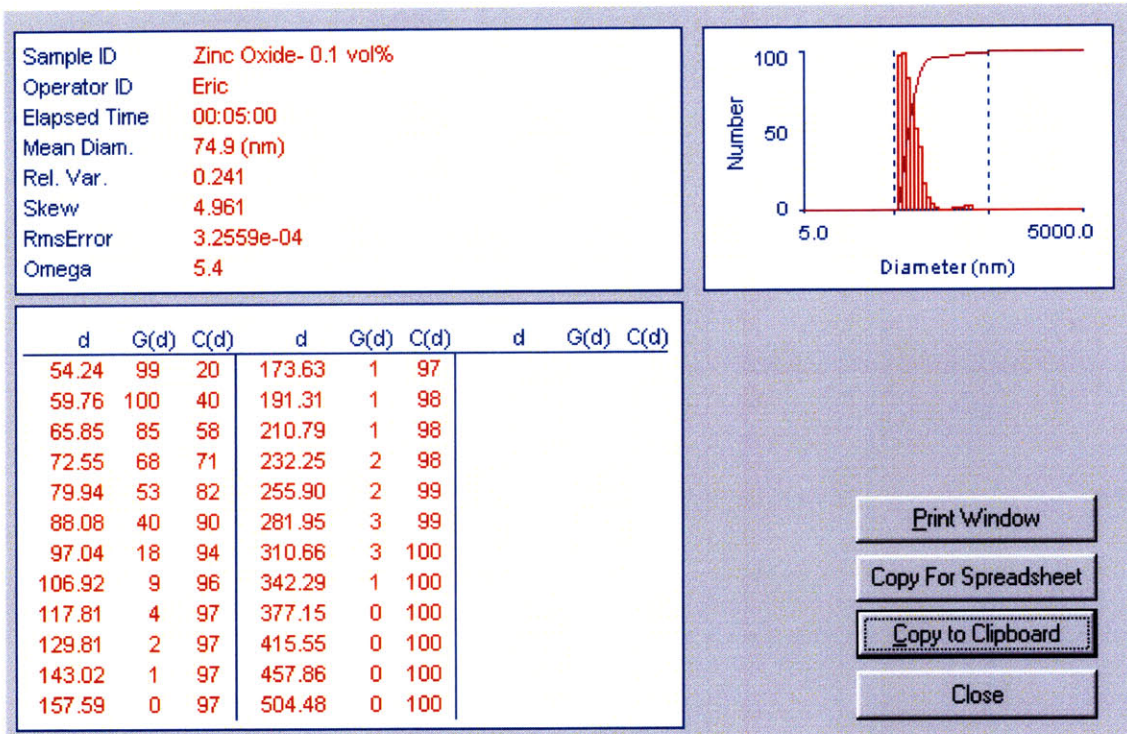 Sample ID Zinc Oxide- 0.1 vol%
Operator ID Eric
Elapsed Time 00:05:00
Mean Diam. 74.9 (nm)
Rel. Var. 0.241
Skew 4.961
RmsError 3.2559e-04
Omega 5.4
Number
100
50
0
5.0 5000.0
Diameter (nm)
d G(d) C(d) d G(d) C(d) d G(d) C(d)
54.24 99 20 173.63 1 97
59.76 100 40 191.31 1 98
65.85 85 58 210.79 1 98
72.55 68 71 232.25 2 98
79.94 53 82 255.90 2 99
88.08 40 90 281.95 3 99
97.04 18 94 310.66 3 100
106.92 9 96 342.29 1 100
117.81 4 97 377.15 0 100
129.81 2 97 415.55 0 100
143.02 1 97 457.86 0 100
157.59 0 97 504.48 0 100
Print Window
Copy For Spreadsheet
Copy to Clipboard
Close